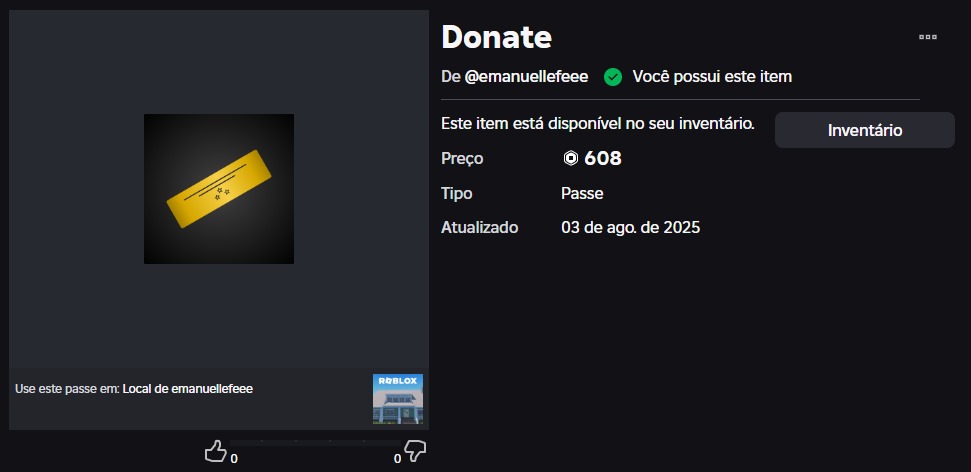 Donate
De @emanuellefeee Você possui este item
Este item está disponível no seu inventário.
Inventário
Preço 608
Tipo Passe
Atualizado 03 de ago. de 2025
Use este passe em: Local de emanuellefeee
ROBLOX
0 0